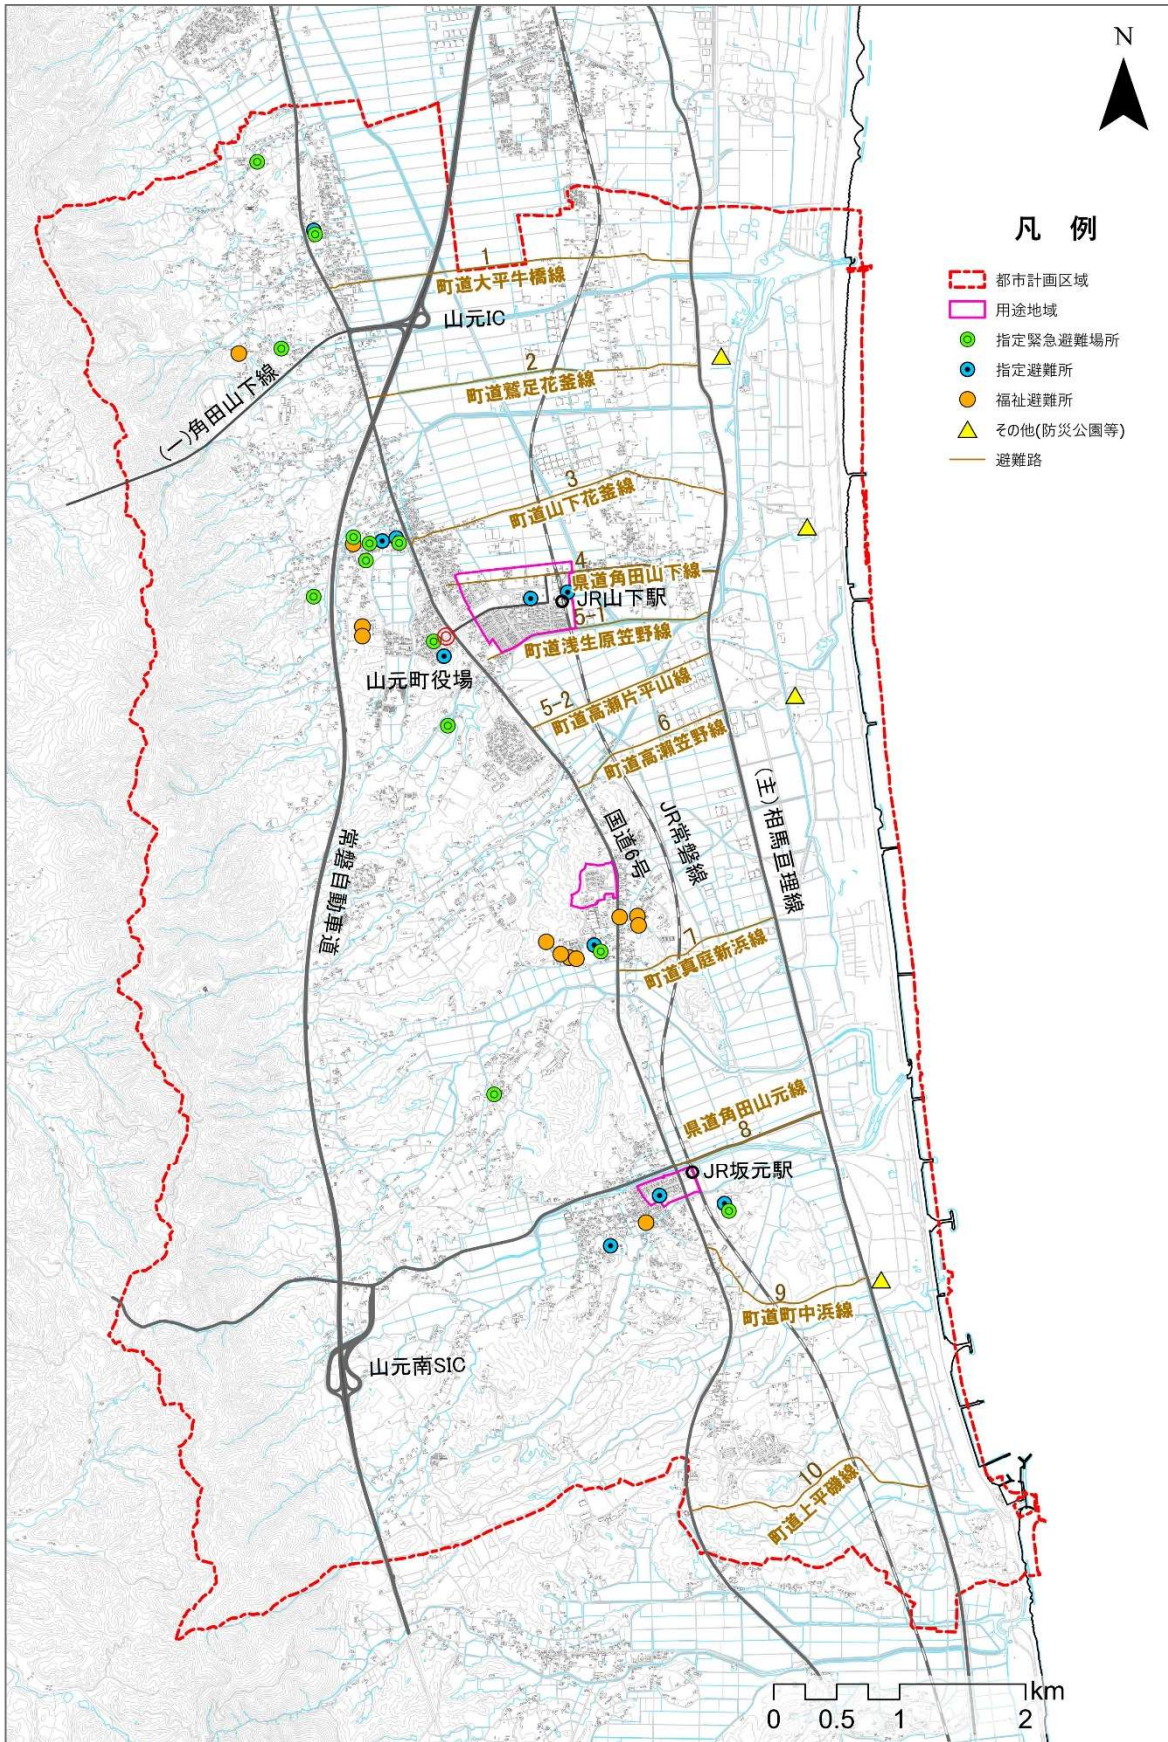 N
凡 例
都市計画区域
用途地域
指定緊急避難場所
指定避難所
福祉避難所
その他(防災公園等)
避難路
1
町道大平牛橋線
山元IC
2
町道鷲足花釜線
(一)角田山下線
3
町道山下花釜線
4
県道角田山下線
JR山下駅
5-1
町道浅生原笠野線
山元町役場
5-2
町道高瀬片平山線
6
町道高瀬笠野線
(主)相馬亘理線
国道6号
JR常磐線
常磐自動車道
7
町道真庭新浜線
県道角田山元線
8
JR坂元駅
9
町道町中浜線
山元南SIC
10
町道上平磯線
km
0 0.5 1 2